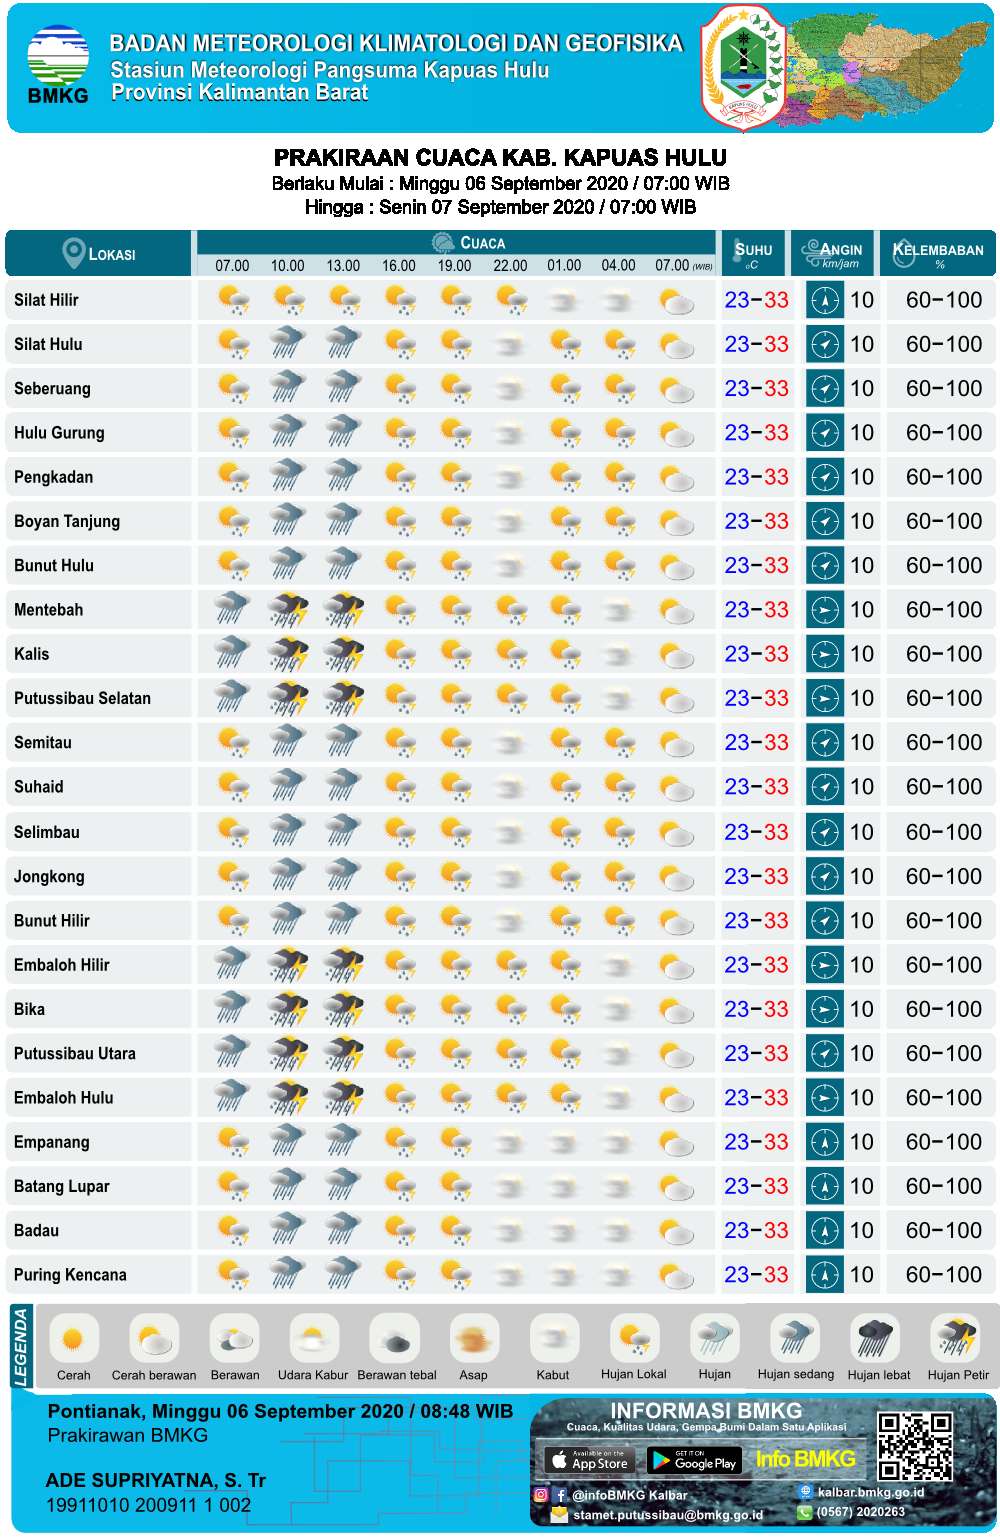 BMKG
BADAN METEOROLOGI KLIMATOLOGI DAN GEOFISIKA
Stasiun Meteorologi Pangsuma Kapuas Hulu
Provinsi Kalimantan Barat
KAPUAS HULU
PRAKIRAAN CUACA KAB. KAPUAS HULU
Berlaku Mulai : Minggu 06 September 2020 / 07:00 WIB
Hingga : Senin 07 September 2020 / 07:00 WIB
LOKASI CUACA SUHU ANGIN KELEMBABAN
07.00 10.00 13.00 16.00 19.00 22.00 01.00 04.00 07.00 (WIB) °C km/jam %
Silat Hilir 23-33 10 60-100
Silat Hulu 23-33 10 60-100
Seberuang 23-33 10 60-100
Hulu Gurung 23-33 10 60-100
Pengkadan 23-33 10 60-100
Boyan Tanjung 23-33 10 60-100
Bunut Hulu 23-33 10 60-100
Mentebah 23-33 10 60-100
Kalis 23-33 10 60-100
Putussibau Selatan 23-33 10 60-100
Semitau 23-33 10 60-100
Suhaid 23-33 10 60-100
Selimbau 23-33 10 60-100
Jongkong 23-33 10 60-100
Bunut Hilir 23-33 10 60-100
Embaloh Hilir 23-33 10 60-100
Bika 23-33 10 60-100
Putussibau Utara 23-33 10 60-100
Embaloh Hulu 23-33 10 60-100
Empanang 23-33 10 60-100
Batang Lupar 23-33 10 60-100
Badau 23-33 10 60-100
Puring Kencana 23-33 10 60-100
LEGENDA
Cerah Cerah berawan Berawan Udara Kabur Berawan tebal Asap Kabut Hujan Lokal Hujan Hujan sedang Hujan lebat Hujan Petir
Pontianak, Minggu 06 September 2020 / 08:48 WIB
Prakirawan BMKG
ADE SUPRIYATNA, S. Tr
19911010 200911 1 002
INFORMASI BMKG
Cuaca, Kualitas Udara, Gempa Bumi Dalam Satu Aplikasi
Available on the App Store
GET IT ON Google Play
Info BMKG
@infoBMKG Kalbar
kalbar.bmkg.go.id
stamet.putussibau@bmkg.go.id
(0567) 2020263